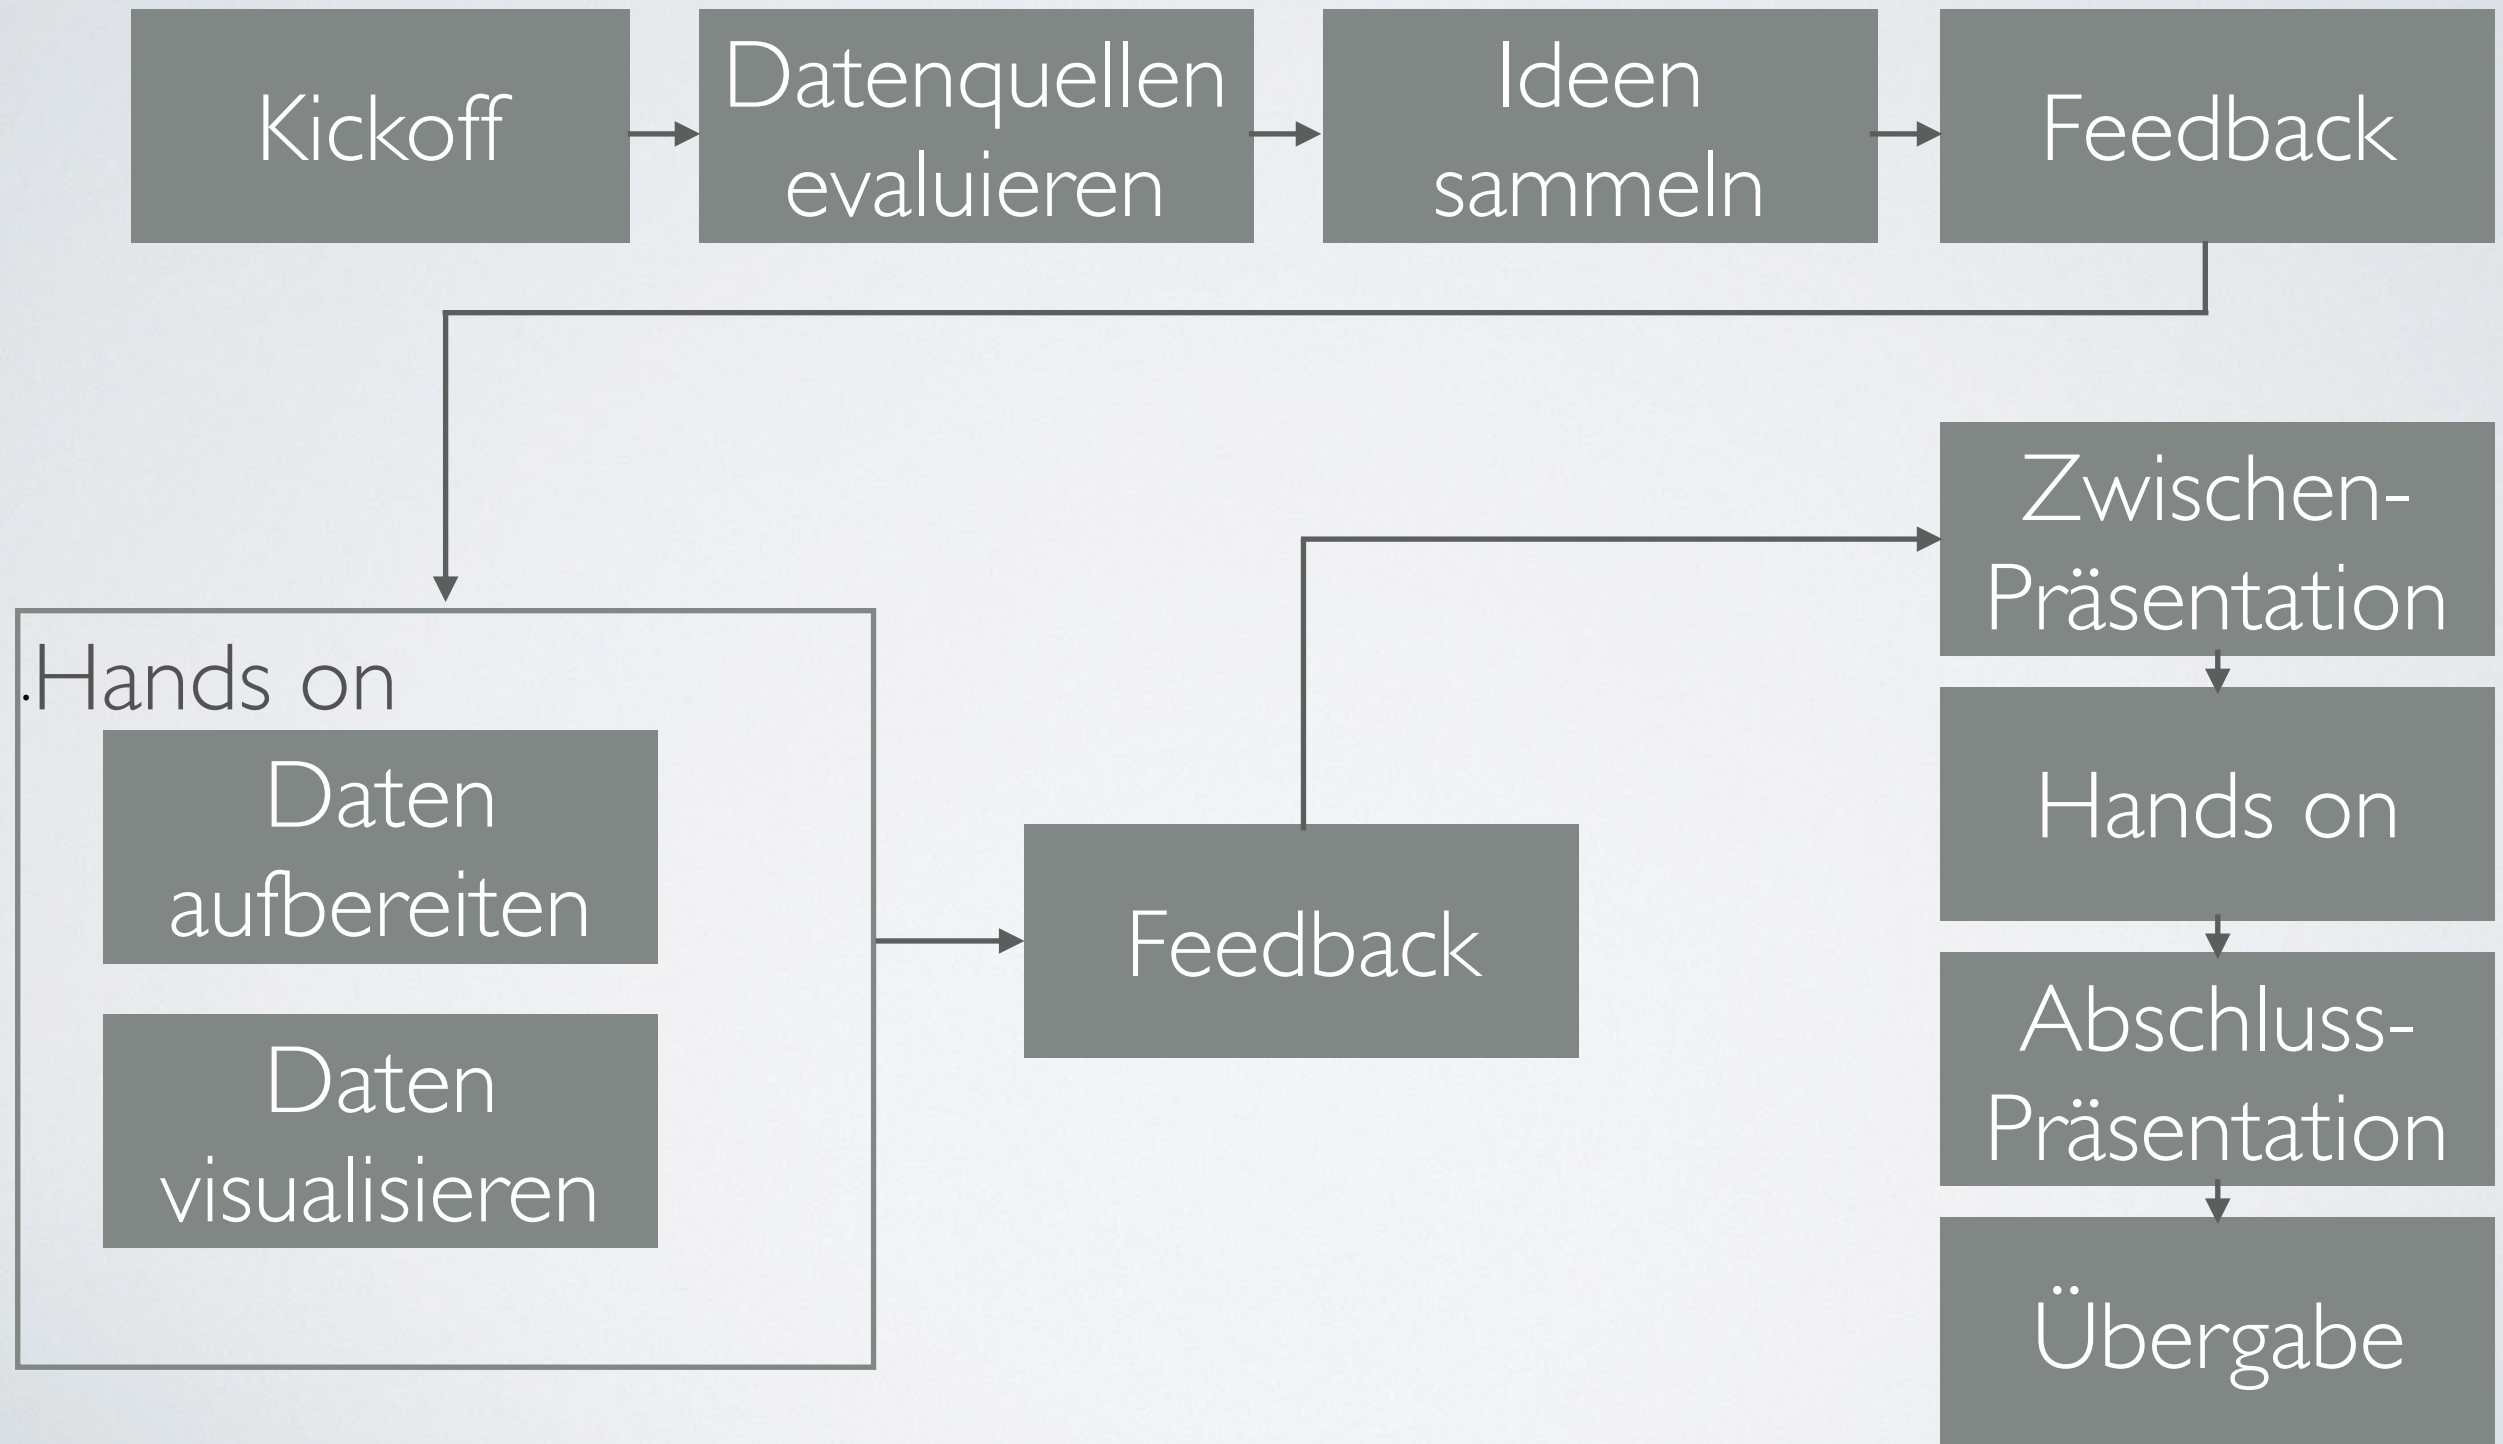 Kickoff
Datenquellen
evaluieren
Ideen
sammeln
Feedback
.Hands on
Daten
aufbereiten
Daten
visualisieren
Feedback
Zwischen-
Präsentation
Hands on
Abschluss-
Präsentation
Übergabe